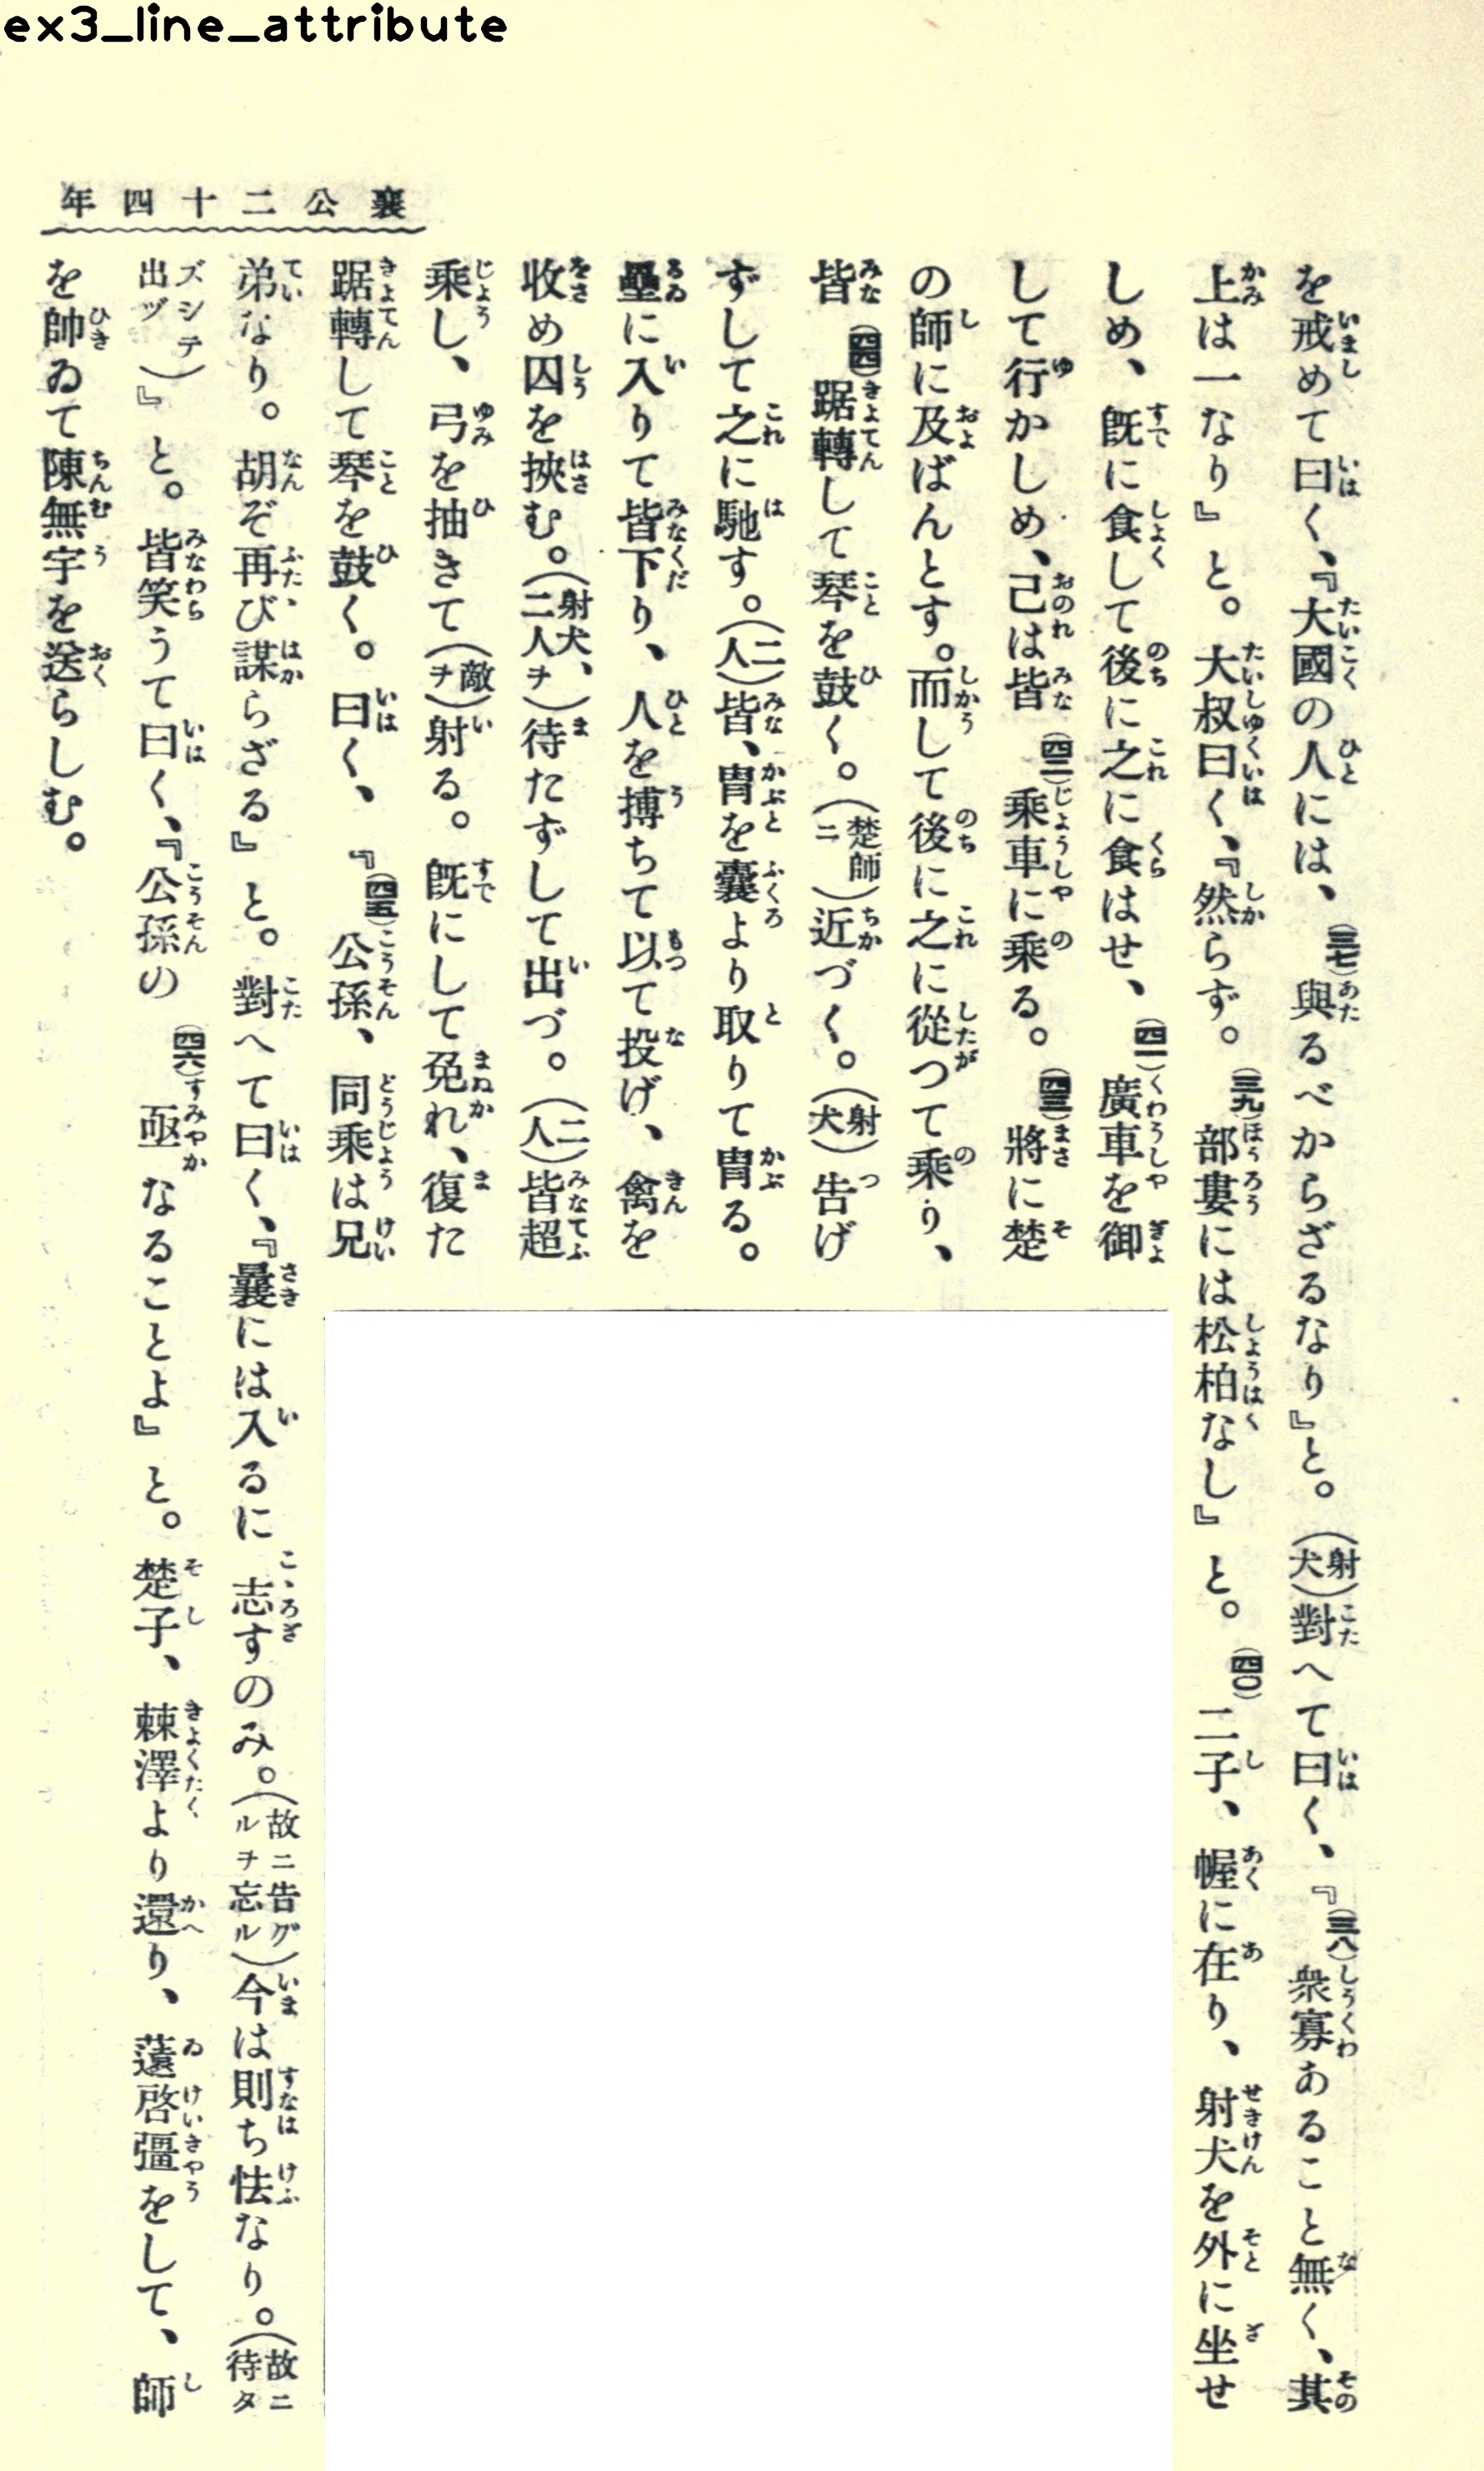 ex3_line_attribute
襄公二十四年
を戒めて曰く、『大國の人には、(三七)與るべからざるなり』と。(射犬)對へて曰く、『(三八)衆寡あること無く、其
上は一なり』と。大叔曰く、『然らず。(三九)部婁には松柏なし』と。(四〇)二子、幄に在り、射犬を外に坐せ
しめ、既に食して後に之に食はせ、(四一)廣車を御
して行かしめ、己は皆(四二)乘車に乘る。(四三)將に楚
の師に及ばんとす。而して後に之に從つて乘り、
皆(四四)踞轉して琴を鼓く。(楚師ニ)近づく。(射犬)告げ
ずして之に馳す。(二人)皆、冑を嚢より取りて冑る。
壘に入りて皆下り、人を搏ちて以て投げ、禽を
收め囚を挾む。(射犬、二人ヲ)待たずして出づ。(二人)皆超
乘し、弓を抽きて(敵ヲ)射る。既にして免れ、復た
踞轉して琴を鼓く。曰く、『(四五)公孫、同乘は兄
弟なり。胡ぞ再び謀らざる』と。對へて曰く、『曩には入るに志すのみ。(故ニ告グルヲ忘ル)今は則ち怯なり。(故ニ待タ
ズシテ出ヅ)』と。皆笑うて曰く、『公孫の(四六)亟なることよ』と。楚子、棘澤より還り、薳啓彊をして、師
を帥ゐて陳無宇を送らしむ。